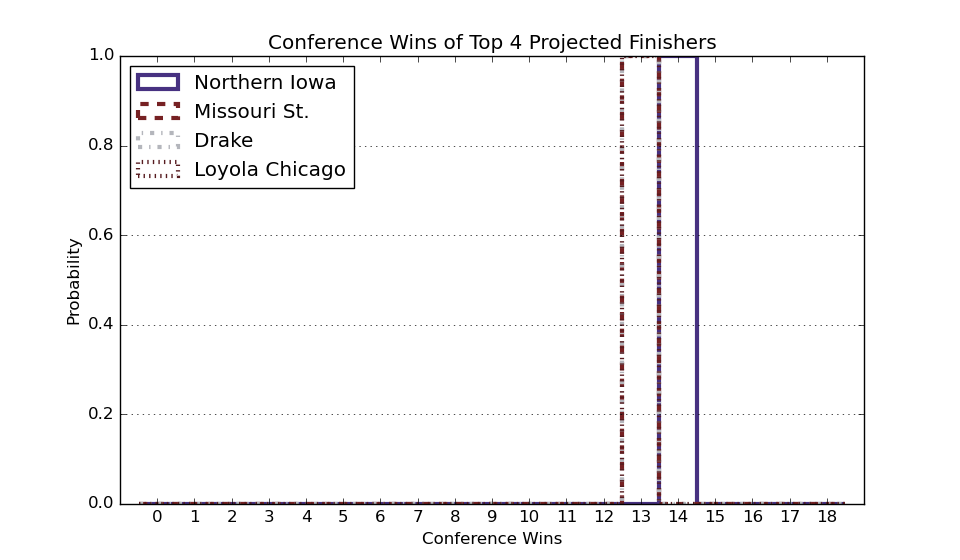 Conference Wins of Top 4 Projected Finishers
1.0
Northern Iowa
Missouri St.
Drake
Loyola Chicago
0.8
0.6
0.4
0.2
0.0
Probability
0 1 2 3 4 5 6 7 8 9 10 11 12 13 14 15 16 17 18
Conference Wins